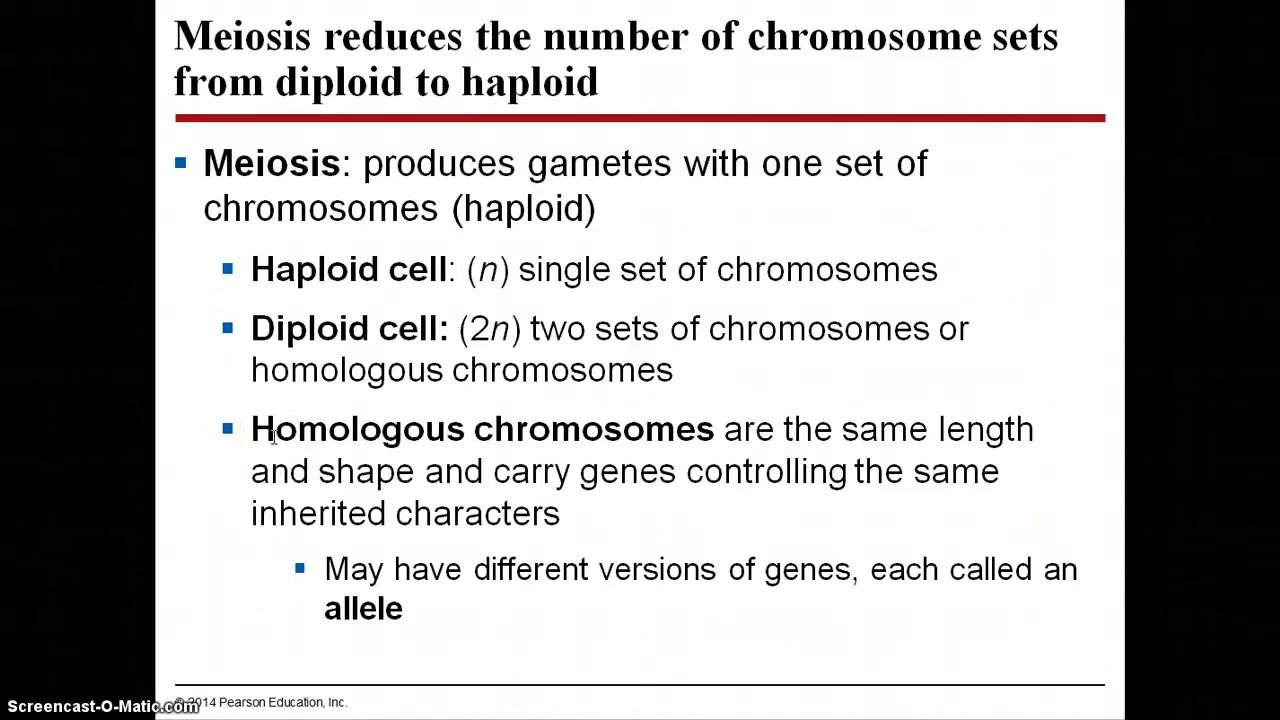 Meiosis reduces the number of chromosome sets
from diploid to haploid
Meiosis: produces gametes with one set of
chromosomes (haploid)
Haploid cell: (n) single set of chromosomes
Diploid cell: (2n) two sets of chromosomes or
homologous chromosomes
Homologous chromosomes are the same length
and shape and carry genes controlling the same
inherited characters
May have different versions of genes, each called an
allele
Screencast-O-Matic.com
2014 Pearson Education, Inc.